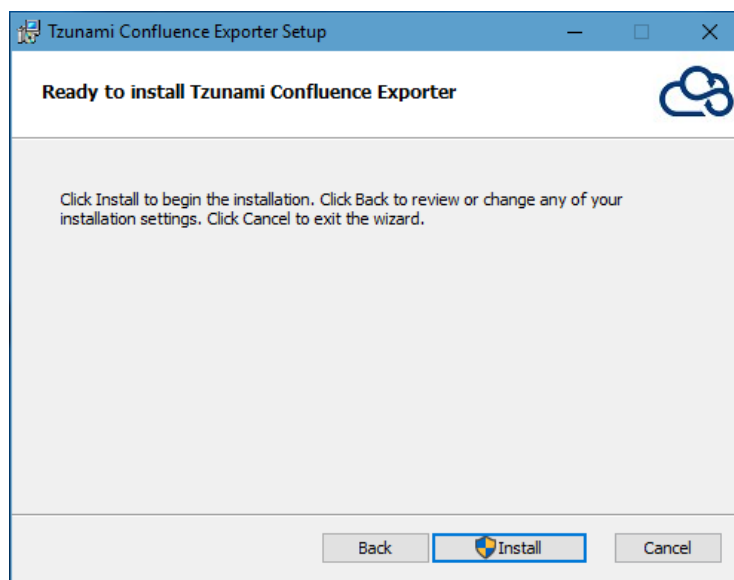 Tzunami Confluence Exporter Setup
Ready to install Tzunami Confluence Exporter
Click Install to begin the installation. Click Back to review or change any of your
installation settings. Click Cancel to exit the wizard.
Back Install Cancel